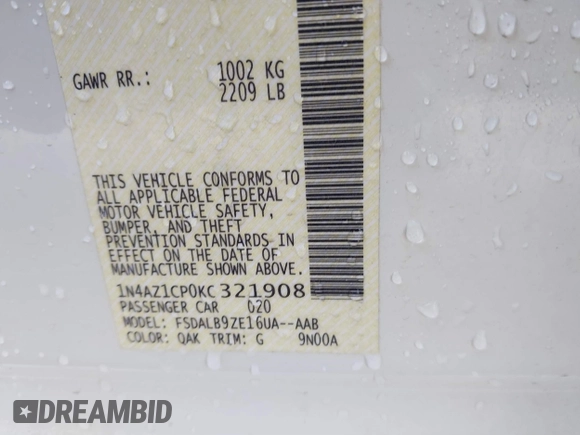 GAWR RR.: 1002 KG
2209 LB
THIS VEHICLE CONFORMS TO
ALL APPLICABLE FEDERAL
MOTOR VEHICLE SAFETY,
BUMPER, AND THEFT
PREVENTION STANDARDS IN
EFFECT ON THE DATE OF
MANUFACTURE SHOWN ABOVE.
1N4AZ1CP0KC321908
PASSENGER CAR 020
MODEL: FSDALB9ZE16UA--AAB
COLOR: QAK TRIM: G 9N00A
DREAMBID